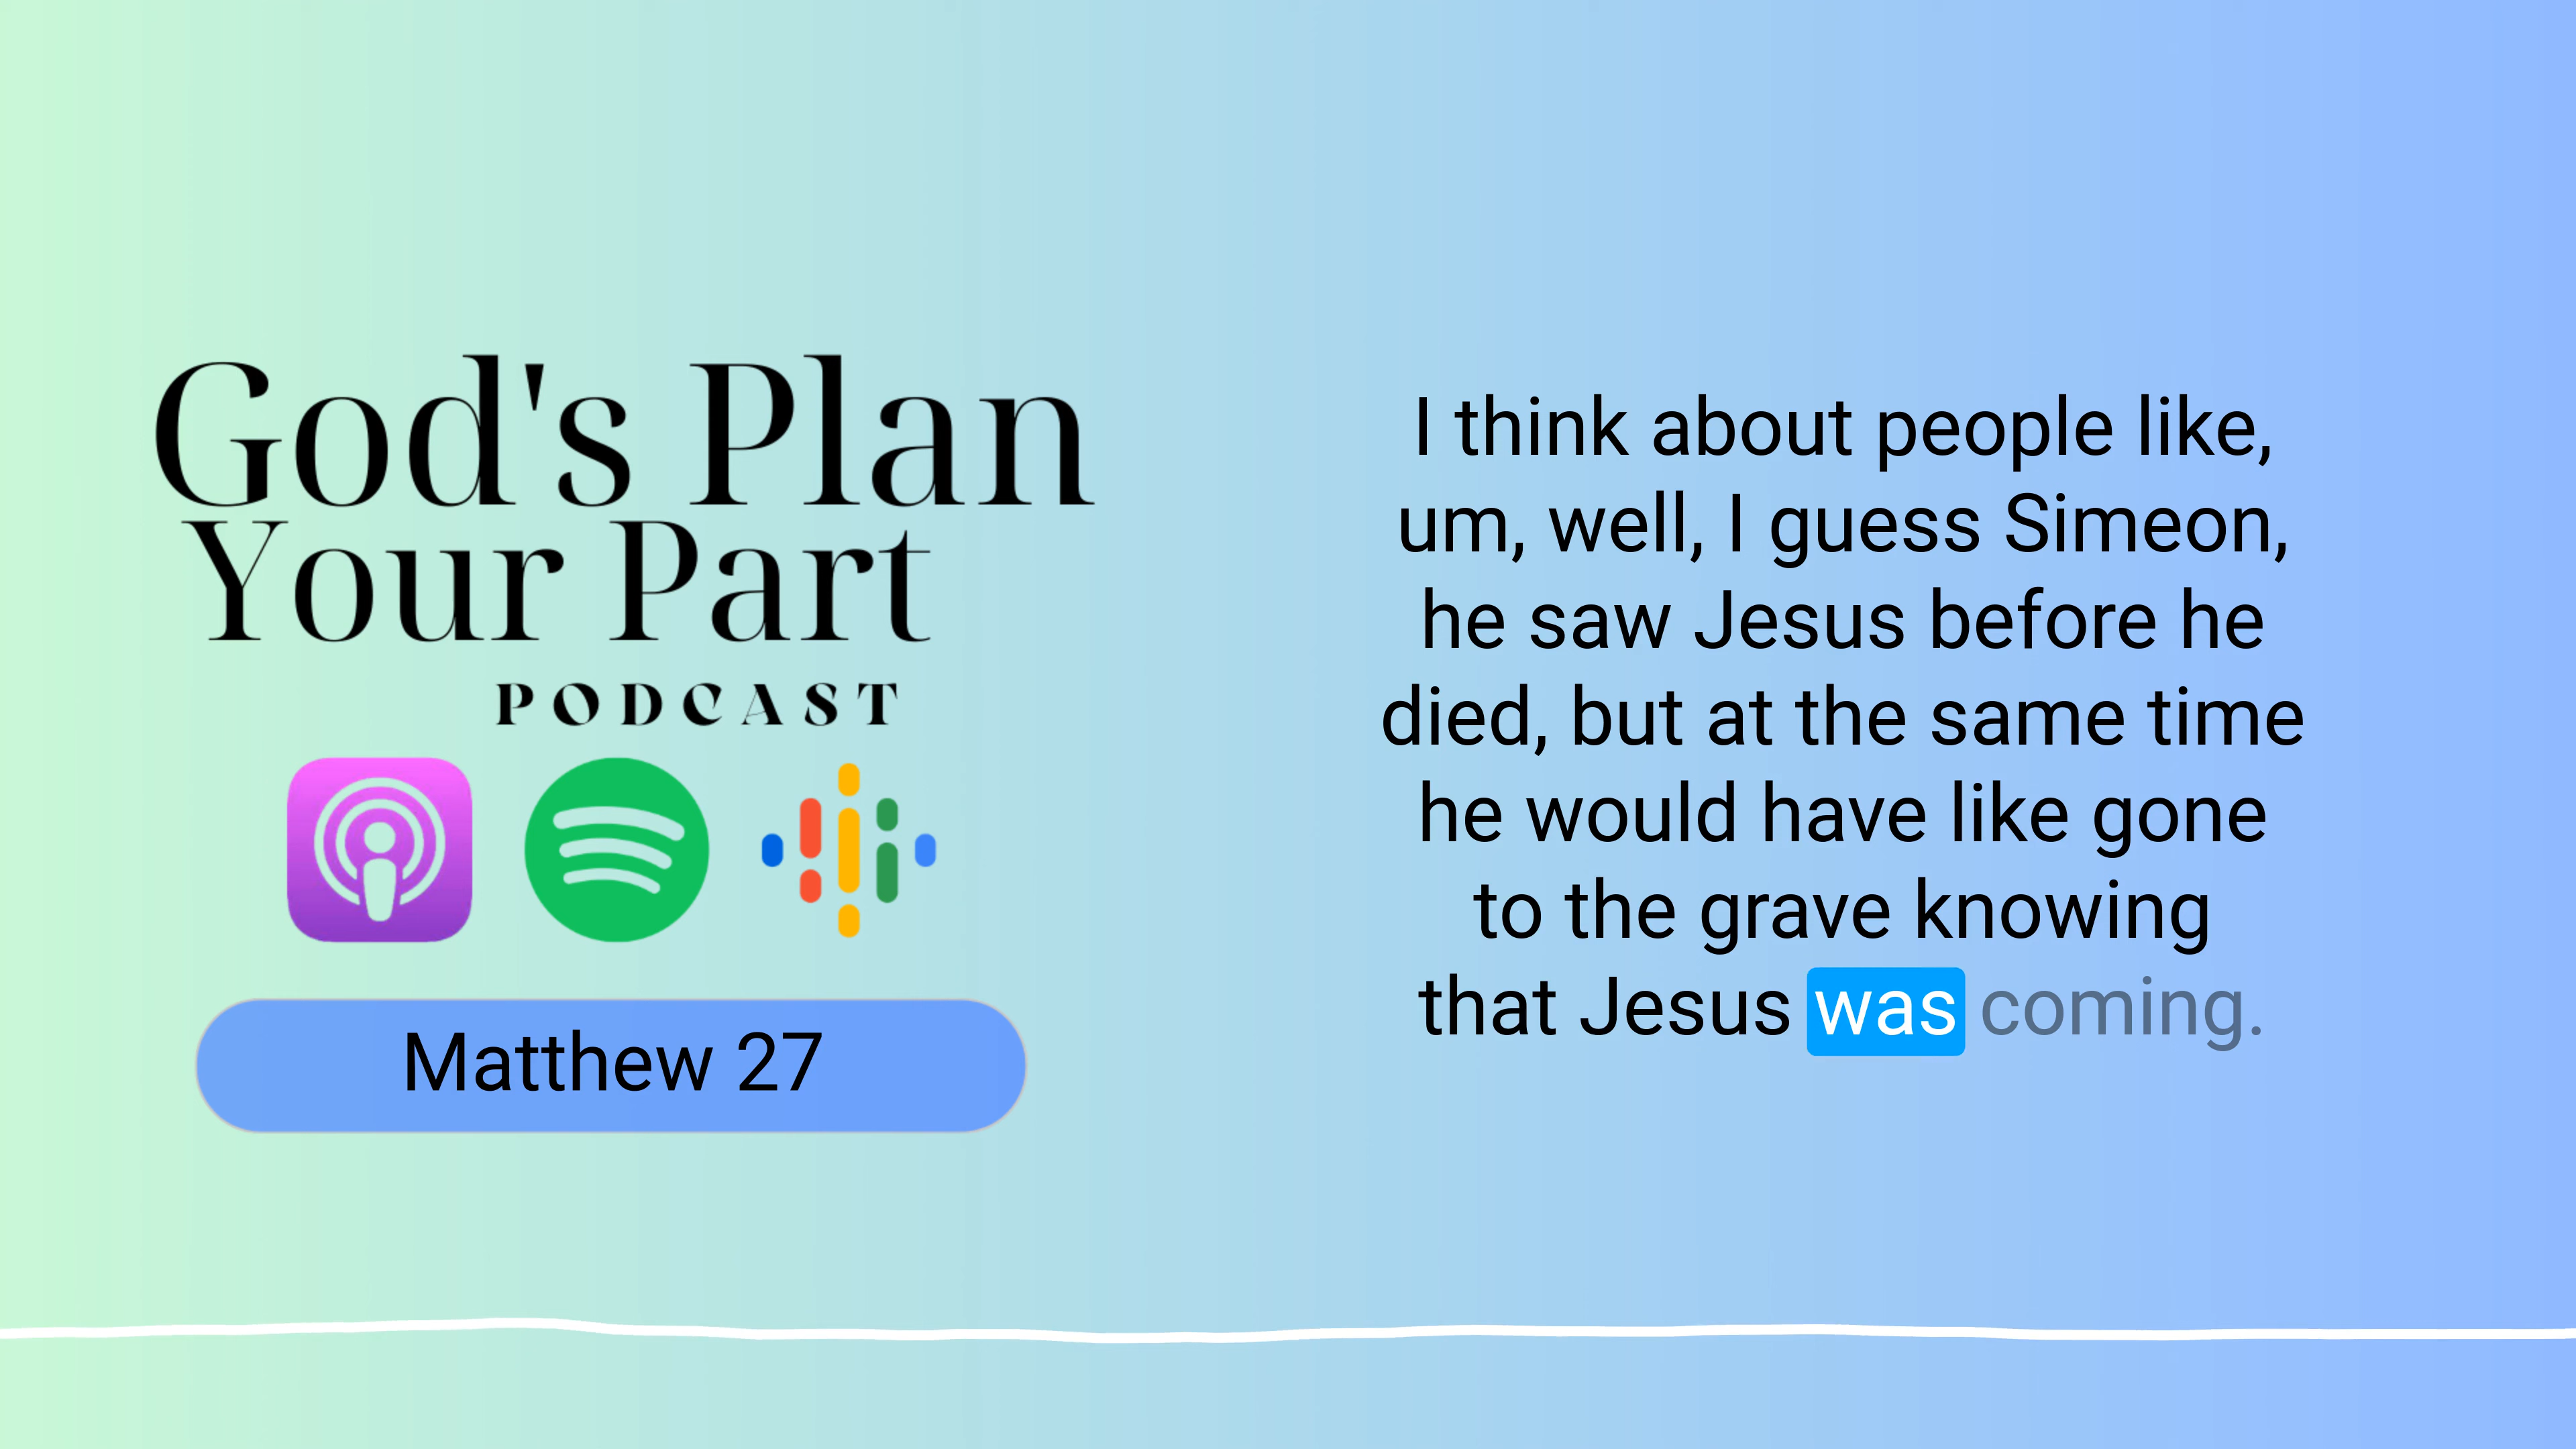 God's Plan
Your Part
PODCAST
Matthew 27
I think about people like,
um, well, I guess Simeon,
he saw Jesus before he
died, but at the same time
he would have like gone
to the grave knowing
that Jesus was coming.